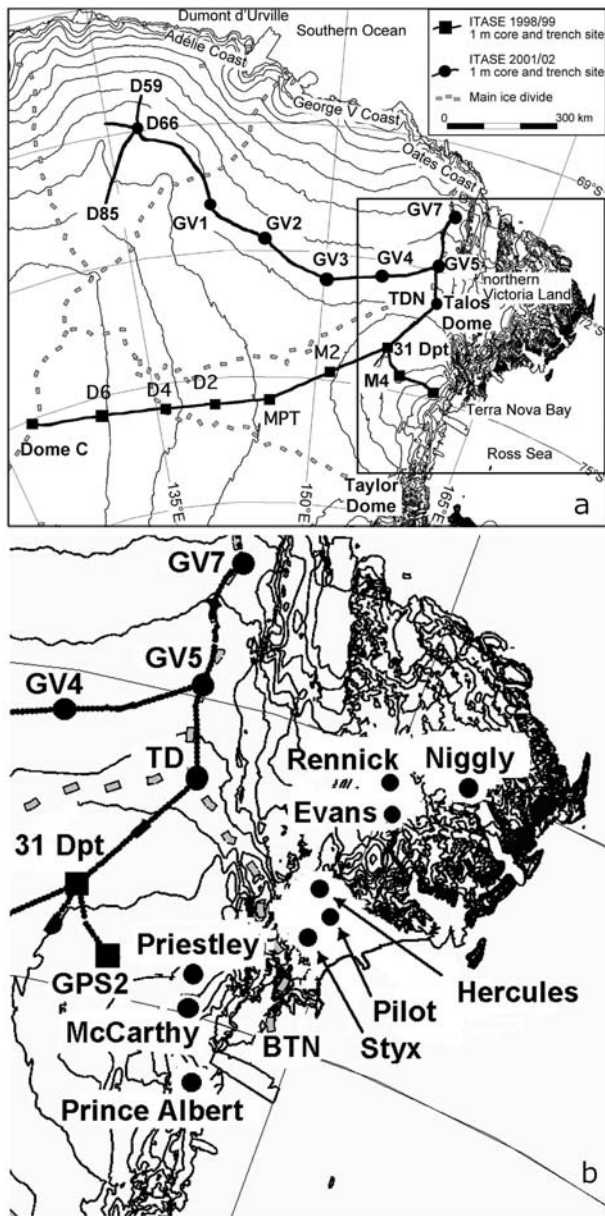 Dumont d'Urville
Southern Ocean
Adélie Coast
George V Coast
Oates Coast
ITASE 1998/99
1 m core and trench site
ITASE 2001/02
1 m core and trench site
Main ice divide
0 300 km
D59
D66
D85
69°S
GV1
GV2
GV3
GV4
GV7
GV5
northern
Victoria Land
TDN
Talos
Dome
72°S
31 Dpt
M2
M4
D2
D4
D6
MPT
Dome C
Terra Nova Bay
Ross Sea
75°S
Taylor
Dome
135°E
150°E
165°E
a
GV7
GV5
GV4
TD
Rennick
Niggly
Evans
31 Dpt
Priestley
GPS2
Hercules
McCarthy
Pilot
BTN
Styx
Prince Albert
b